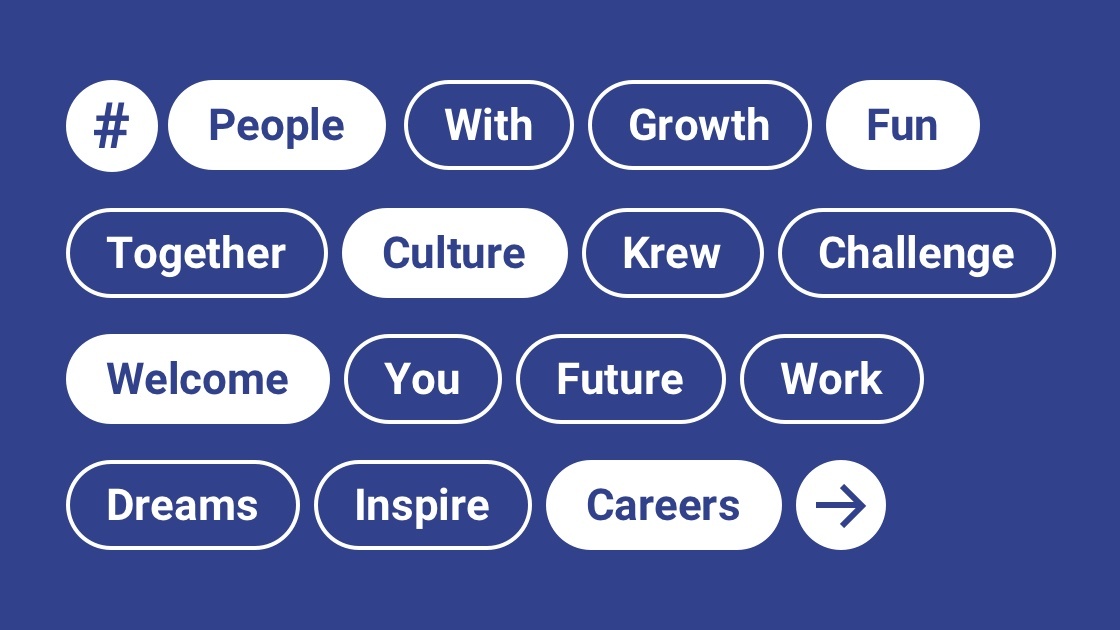 # People With Growth Fun
Together Culture Krew Challenge
Welcome You Future Work
Dreams Inspire Careers →